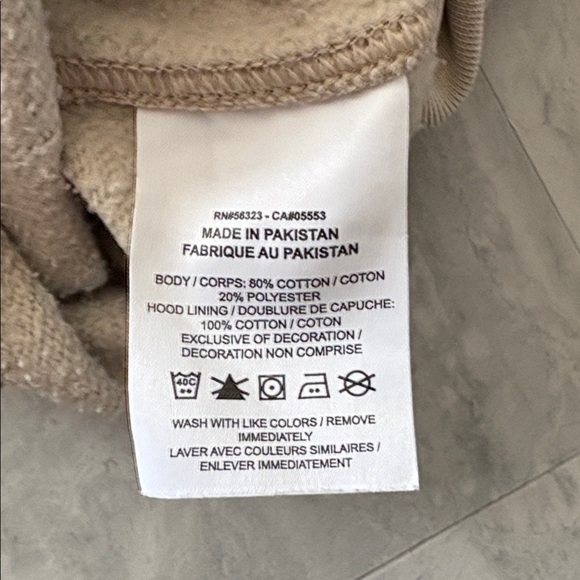 RN#56323 - CA#05553
MADE IN PAKISTAN
FABRIQUE AU PAKISTAN
BODY / CORPS: 80% COTTON / COTON
20% POLYESTER
HOOD LINING / DOUBLURE DE CAPUCHE:
100% COTTON / COTON
EXCLUSIVE OF DECORATION /
DECORATION NON COMPRISE
40C
WASH WITH LIKE COLORS / REMOVE
IMMEDIATELY
LAVER AVEC COULEURS SIMILAIRES /
ENLEVER IMMEDIATEMENT